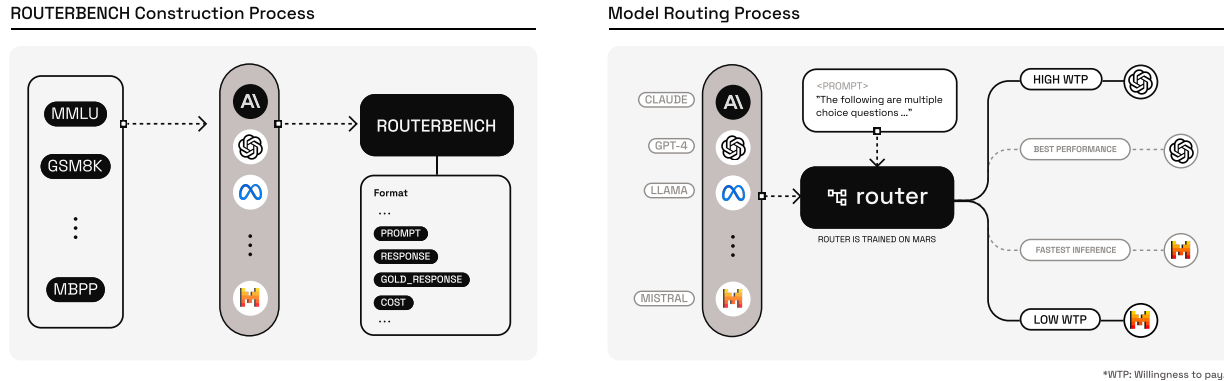 ROUTERBENCH Construction Process
MMLU
GSM8K
MBPP
ROUTERBENCH
Format
...
PROMPT
RESPONSE
GOLD_RESPONSE
COST
...
Model Routing Process
CLAUDE
GPT-4
LLAMA
MISTRAL
<PROMPT>
"The following are multiple
choice questions ..."
router
ROUTER IS TRAINED ON MARS
HIGH WTP
BEST PERFORMANCE
FASTEST INFERENCE
LOW WTP
*WTP: Willingness to pay.